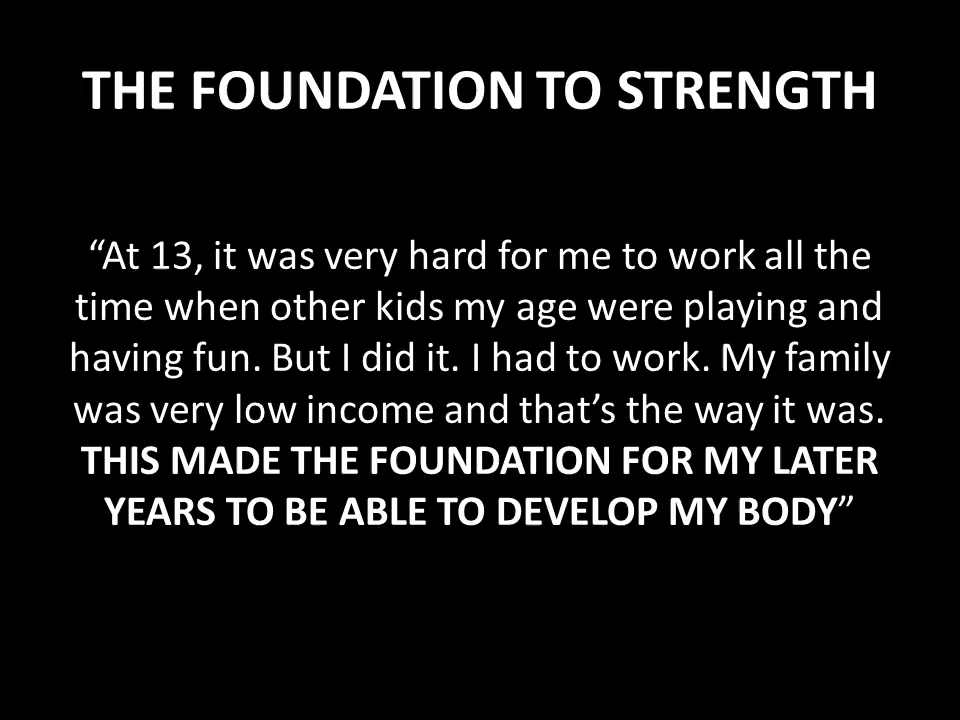 THE FOUNDATION TO STRENGTH
“At 13, it was very hard for me to work all the
time when other kids my age were playing and
having fun. But I did it. I had to work. My family
was very low income and that’s the way it was.
THIS MADE THE FOUNDATION FOR MY LATER
YEARS TO BE ABLE TO DEVELOP MY BODY”